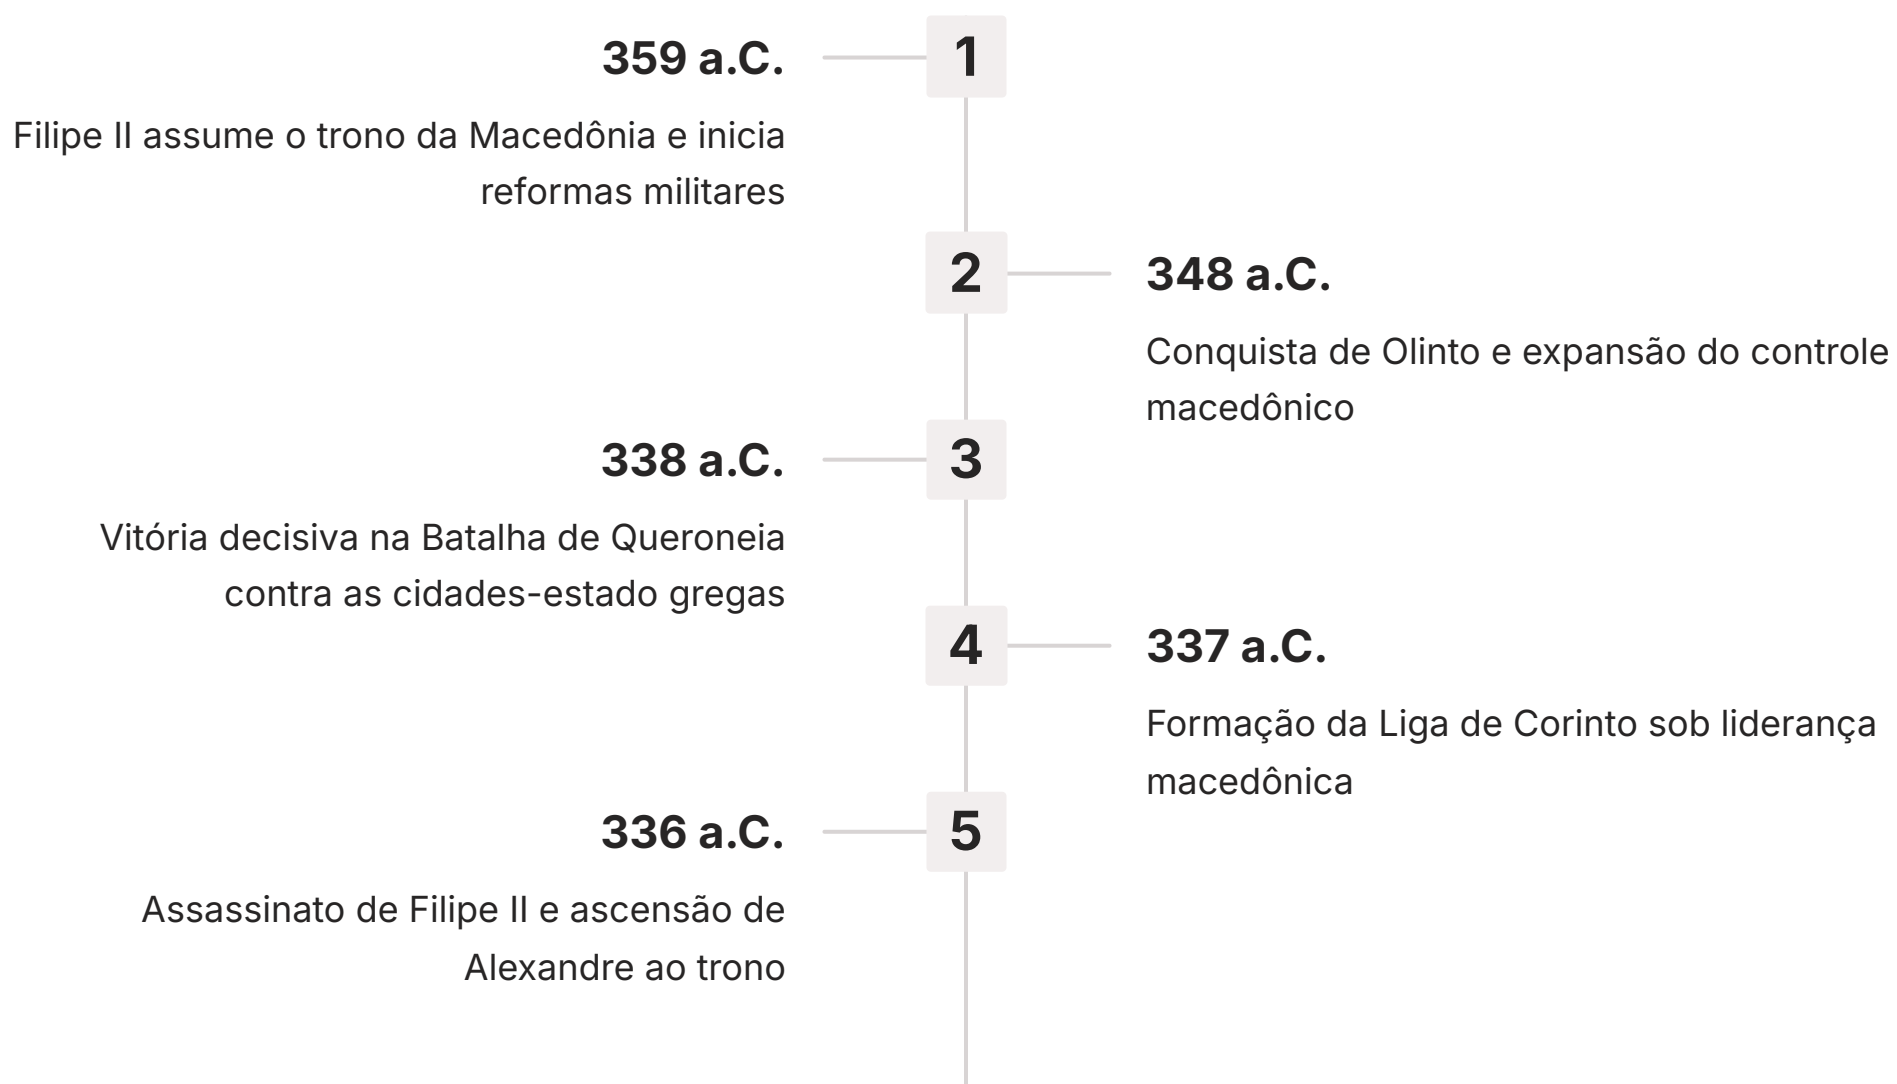 1
359 a.C.
Filipe II assume o trono da Macedônia e inicia
reformas militares
2
348 a.C.
Conquista de Olinto e expansão do controle
macedônico
3
338 a.C.
Vitória decisiva na Batalha de Queroneia
contra as cidades-estado gregas
4
337 a.C.
Formação da Liga de Corinto sob liderança
macedônica
5
336 a.C.
Assassinato de Filipe II e ascensão de
Alexandre ao trono